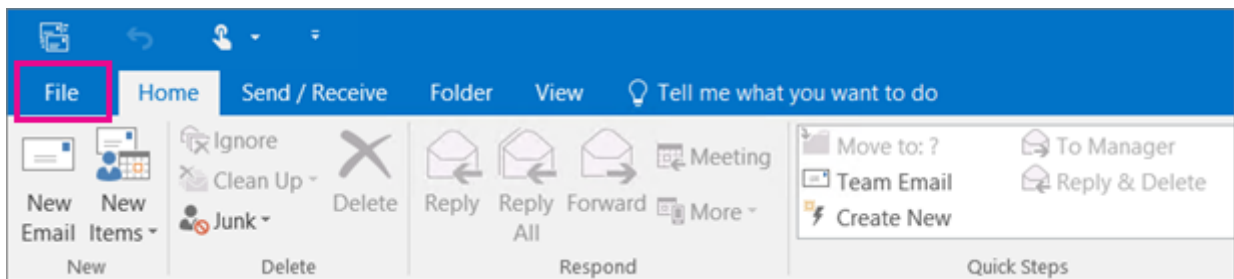 File Home Send / Receive Folder View Tell me what you want to do
Ignore Move to: ? To Manager
Clean Up Meeting Team Email Reply & Delete
New New Delete Reply Reply Forward More
Email Items Junk All Create New
New Delete Respond Quick Steps